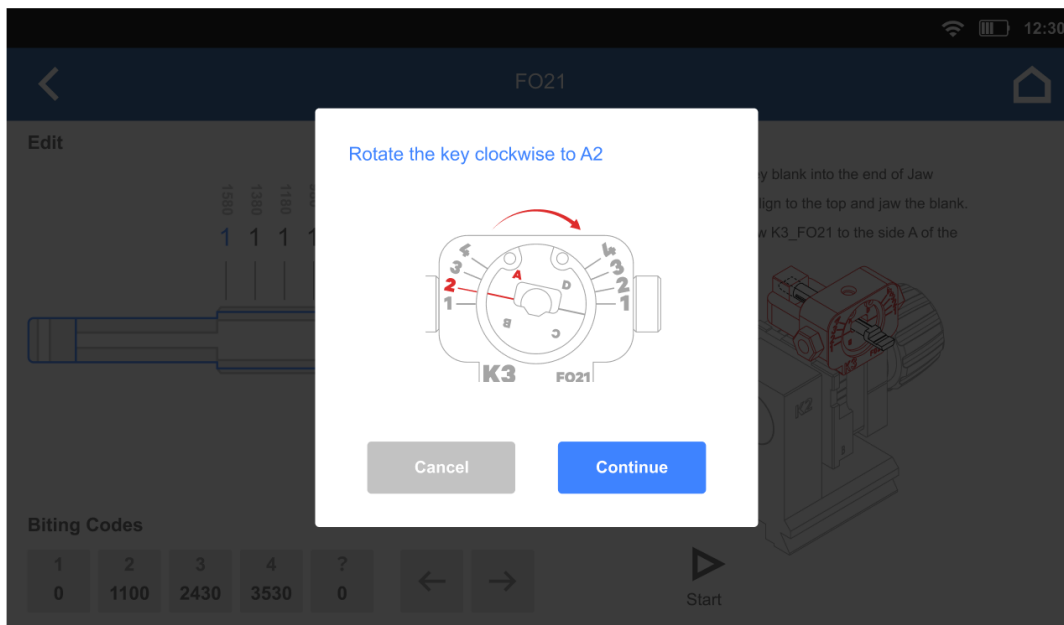 12:30
FO21
Edit
1580
1380
1180
1
1
1
1
Rotate the key clockwise to A2
4
3
2
1
4
3
2
1
A
D
B
C
K3
FO21
Cancel
Continue
blank into the end of Jaw
to the top and jaw the blank.
K3_FO21 to the side A of the
KZ
Biting Codes
1 2 3 4 ?
0 1100 2430 3530 0
Start